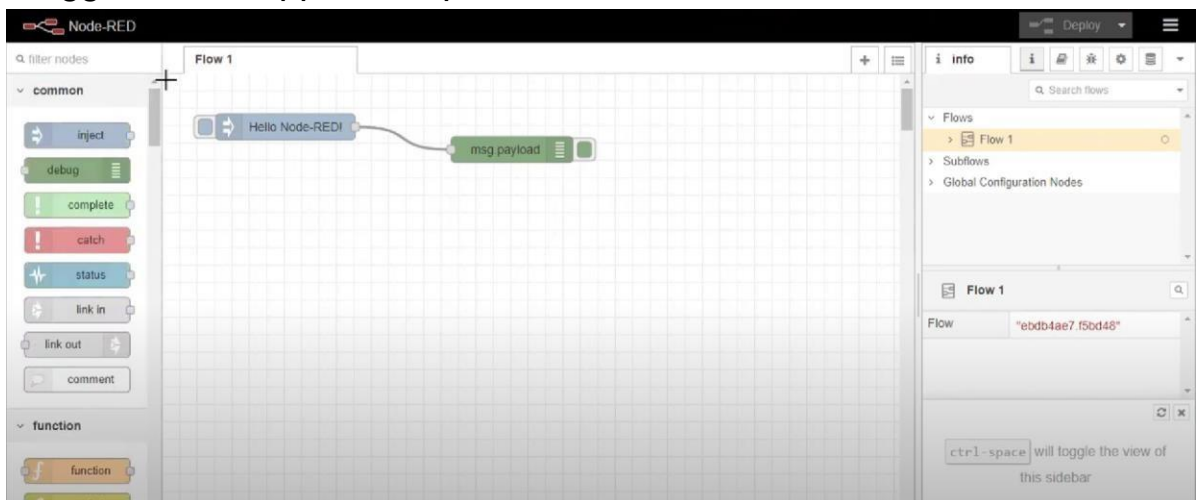 Node-RED
Deploy
filter nodes
Flow 1
info
Search flows
common
inject
debug
complete
catch
status
link in
link out
comment
function
function
Hello Node-RED!
msg.payload
Flows
Flow 1
Subflows
Global Configuration Nodes
Flow 1
Flow "ebdb4ae7.f5bd48"
ctrl-space will toggle the view of
this sidebar